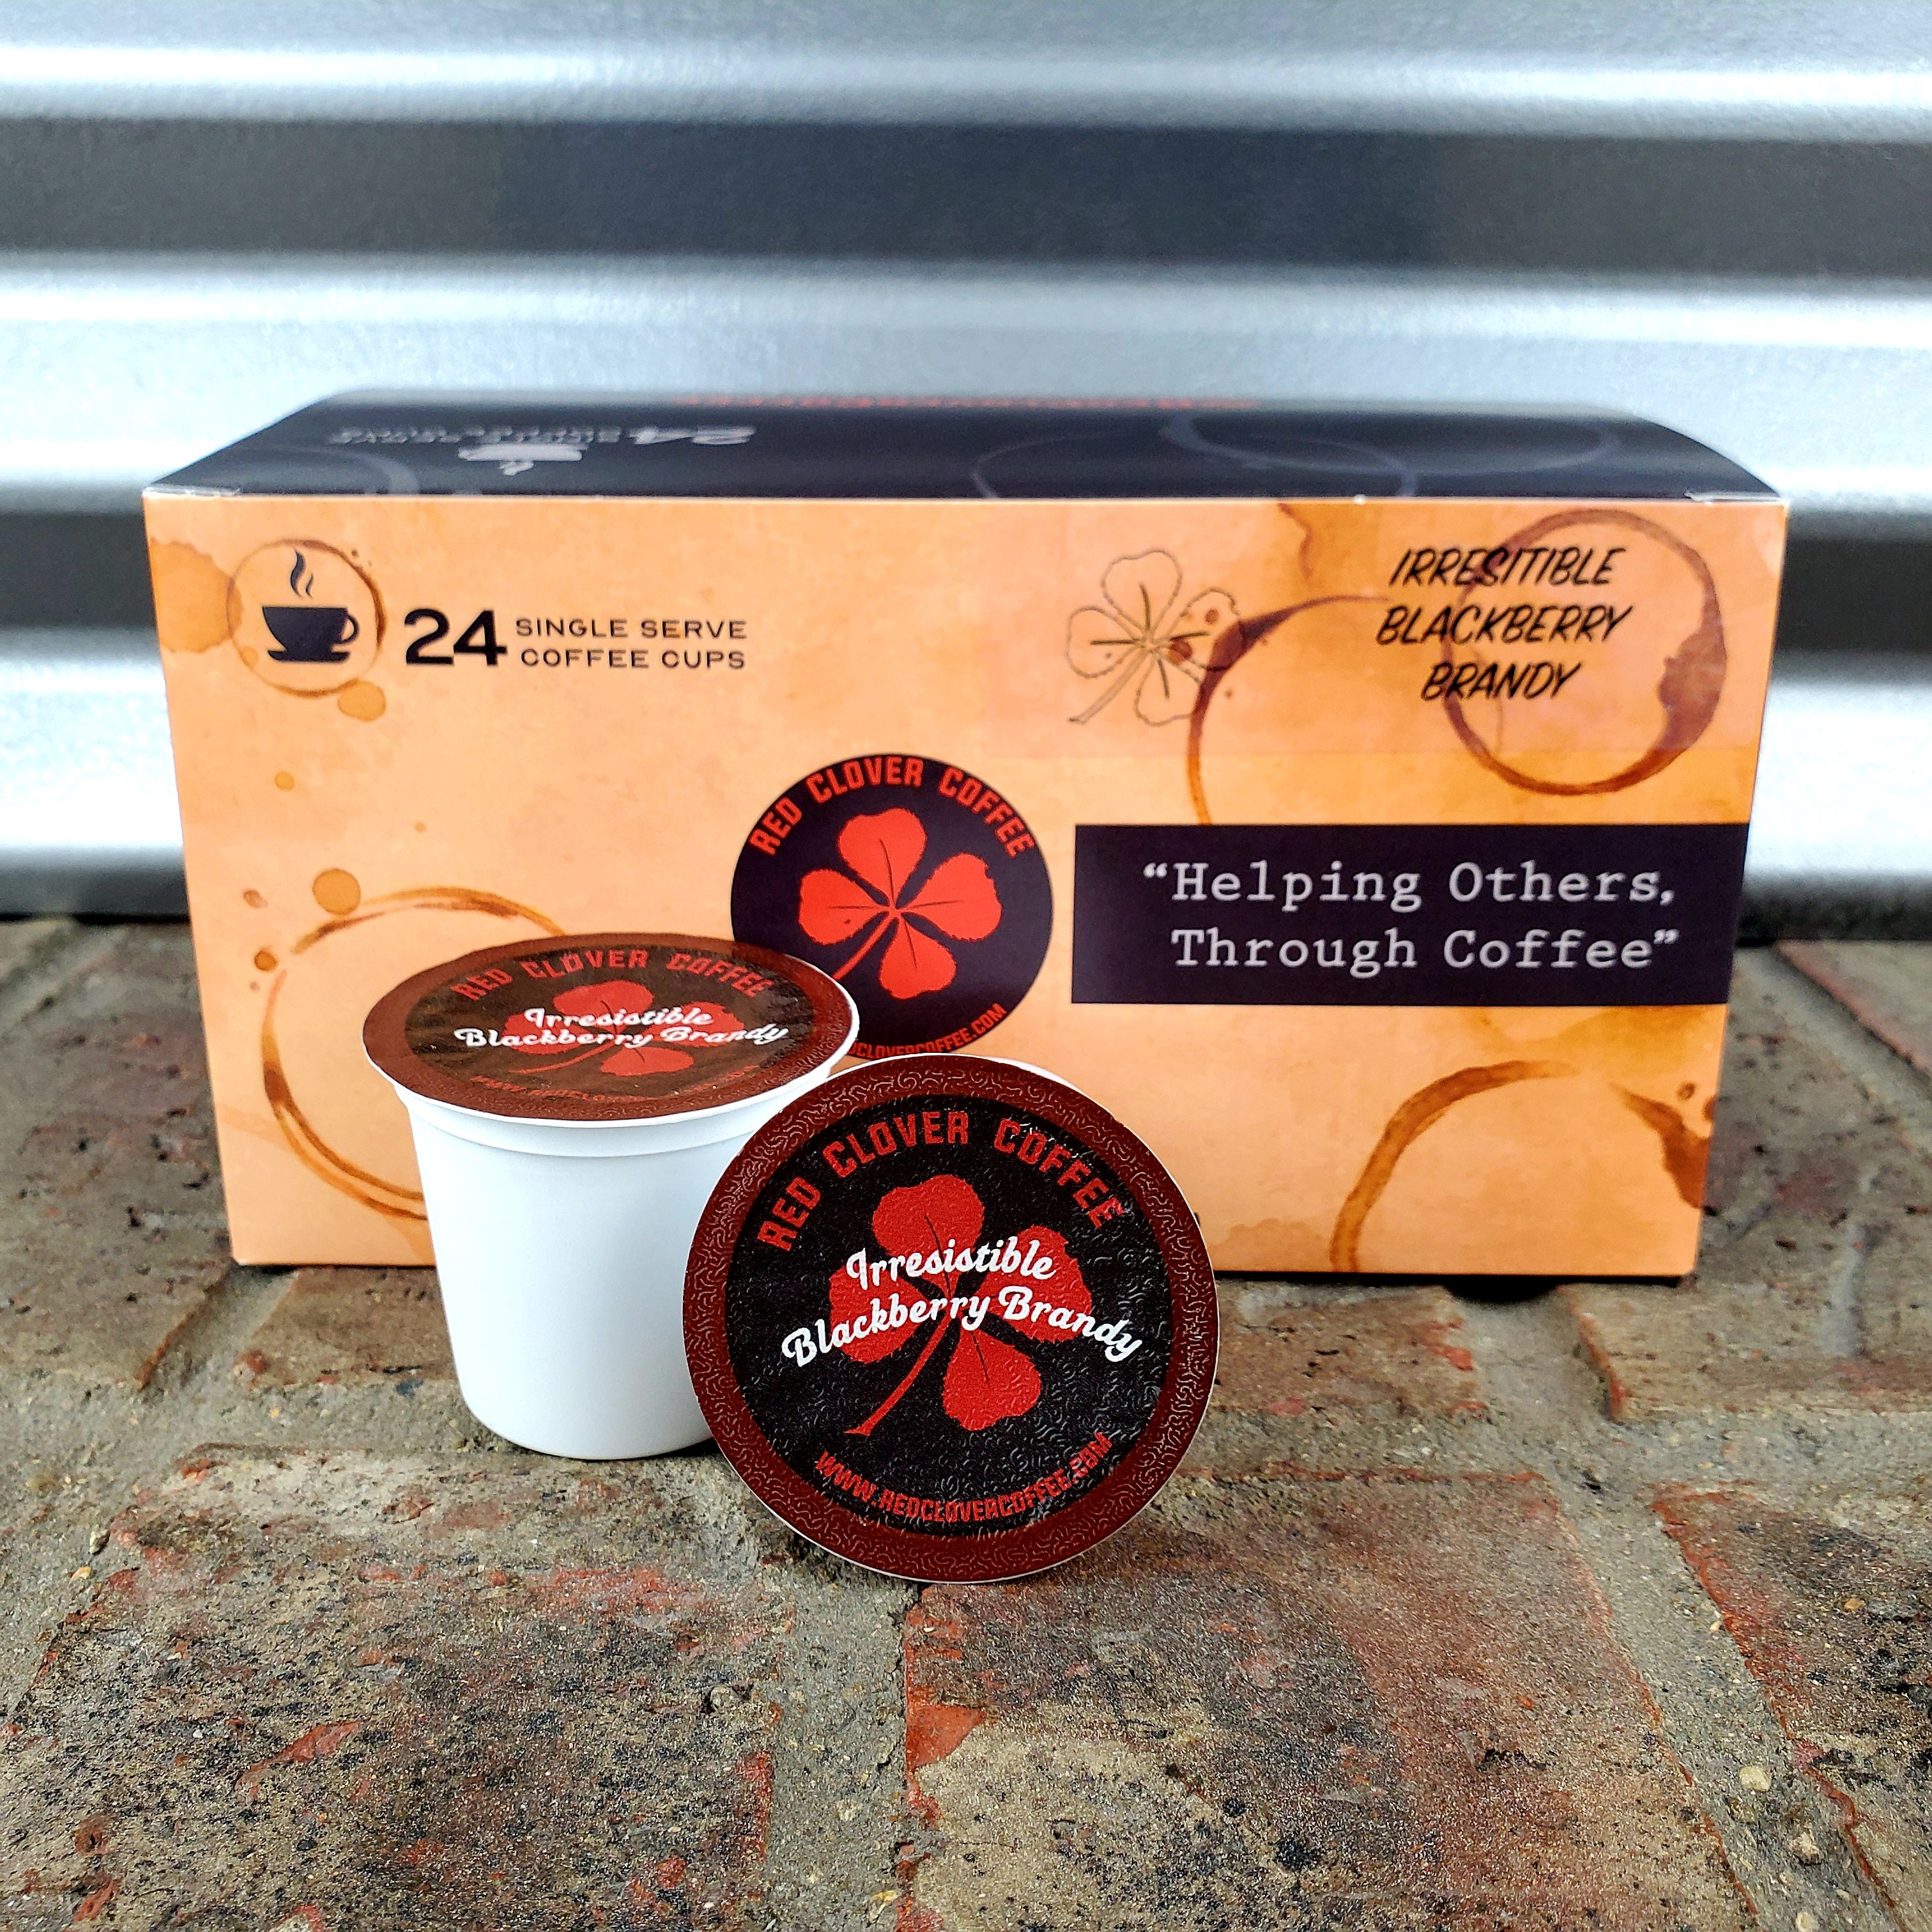 24 SINGLE SERVE
COFFEE CUPS
IRRESITIBLE
BLACKBERRY
BRANDY
RED CLOVER COFFEE
"Helping Others,
Through Coffee"
RED CLOVER COFFEE
Irresistible
Blackberry Brandy
RED CLOVER COFFEE
Irresistible
Blackberry Brandy
WWW.REDCLOVERCOFFEE.COM